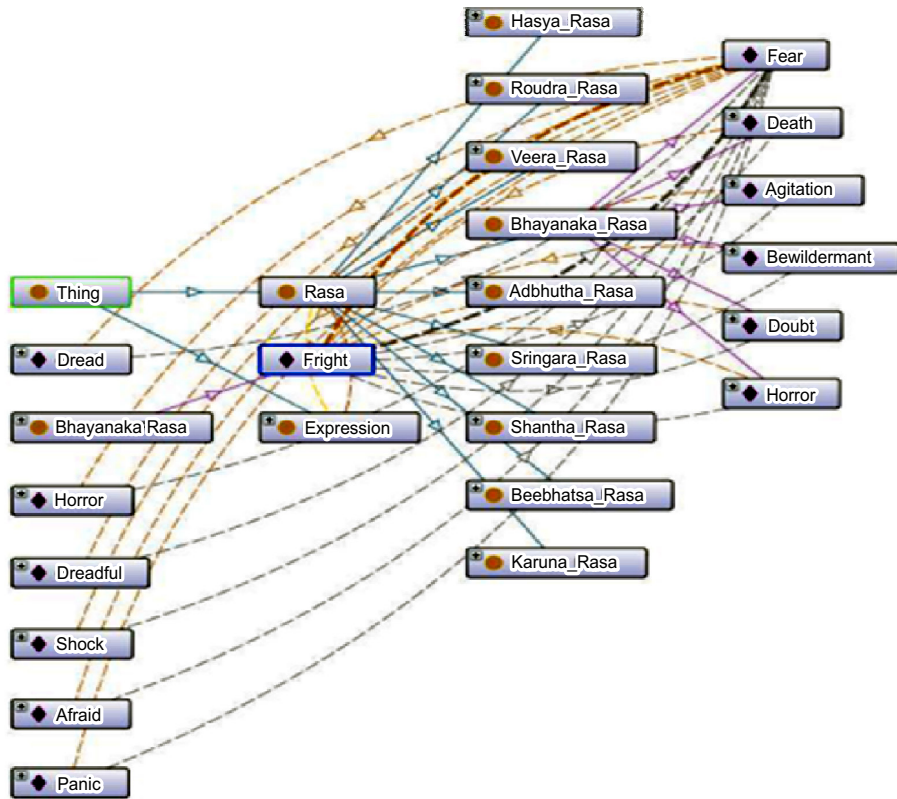 Hasya_Rasa
Fear
Roudra_Rasa
Death
Veera_Rasa
Agitation
Bhayanaka_Rasa
Bewildermant
Thing
Rasa
Adbhutha_Rasa
Doubt
Dread
Fright
Sringara_Rasa
Horror
Bhayanaka\Rasa
Expression
Shantha_Rasa
Horror
Beebhatsa_Rasa
Dreadful
Karuna_Rasa
Shock
Afraid
Panic